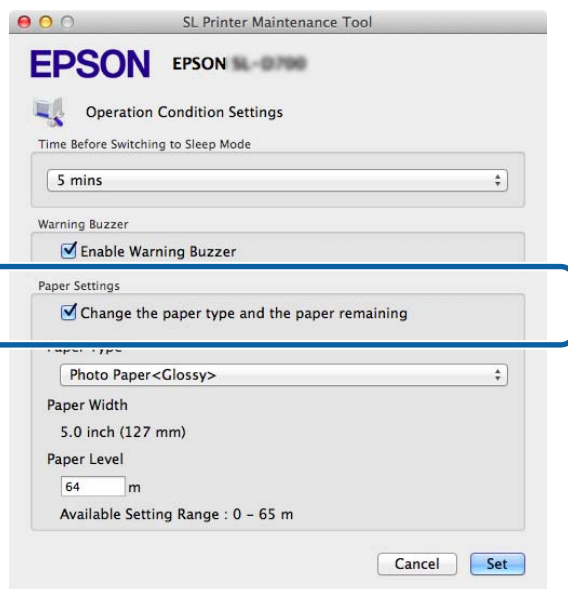 SL Printer Maintenance Tool
EPSON EPSON
Operation Condition Settings
Time Before Switching to Sleep Mode
5 mins
Warning Buzzer
Enable Warning Buzzer
Paper Settings
Change the paper type and the paper remaining
Paper Type
Photo Paper<Glossy>
Paper Width
5.0 inch (127 mm)
Paper Level
64 m
Available Setting Range : 0 – 65 m
Cancel Set